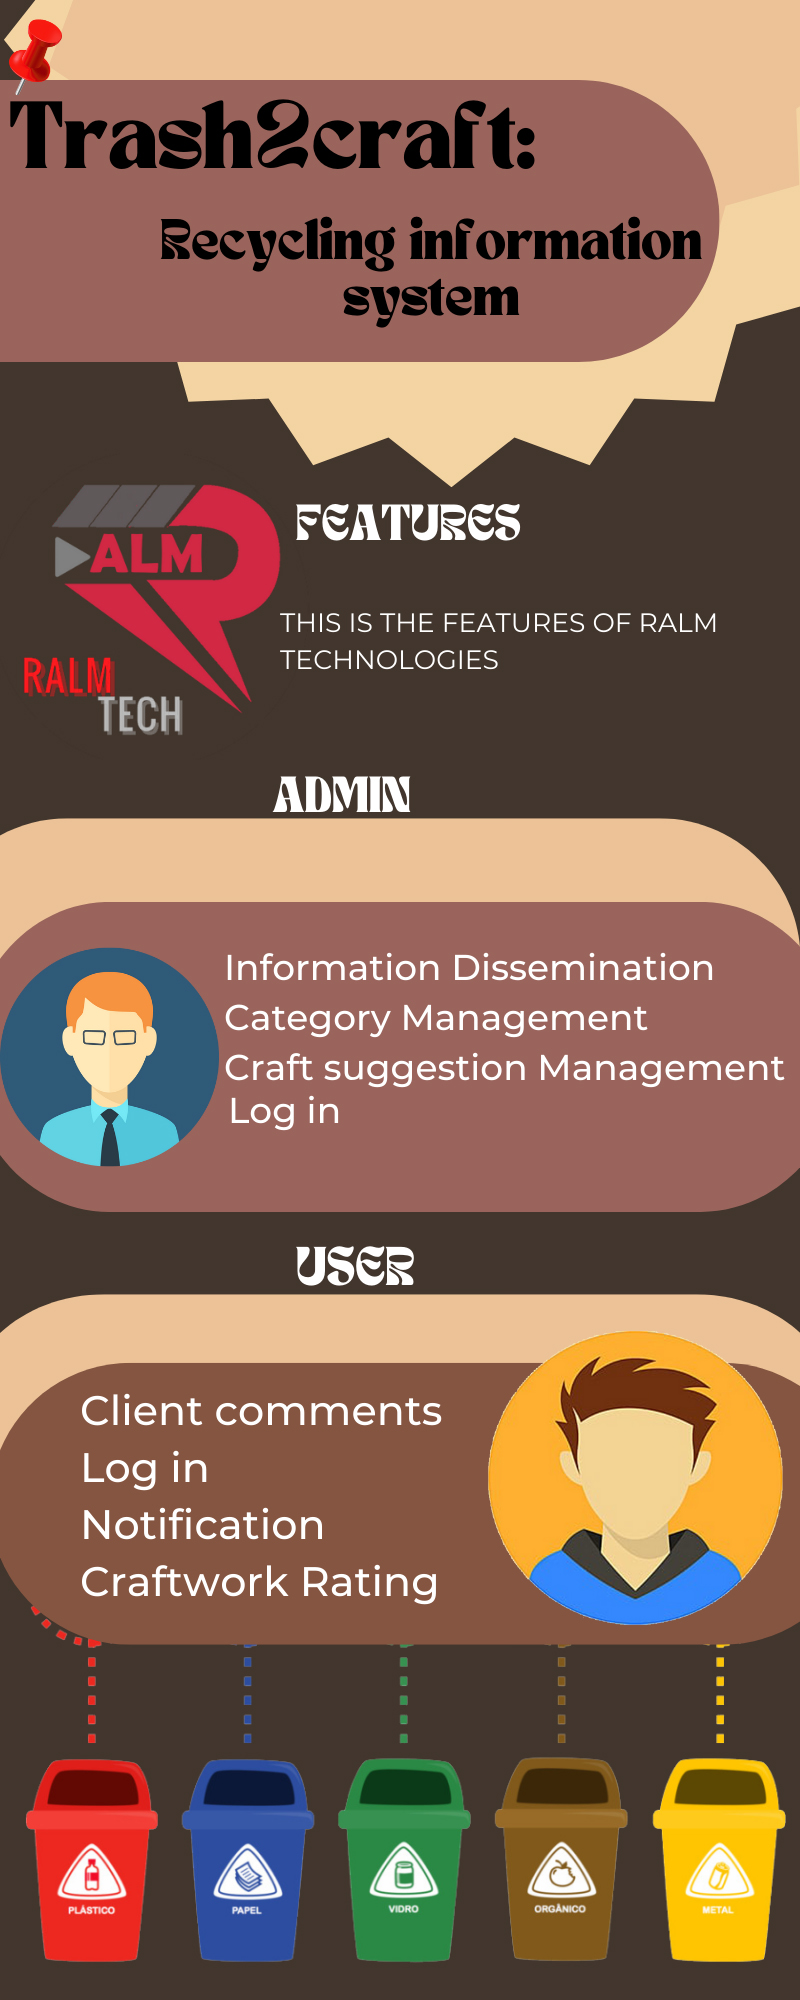 Trash2craft:
Recycling information
system
ALM
RALM
TECH
FEATURES
THIS IS THE FEATURES OF RALM
TECHNOLOGIES
ADMIN
Information Dissemination
Category Management
Craft suggestion Management
Log in
USER
Client comments
Log in
Notification
Craftwork Rating
PLÁSTICO
PAPEL
VIDRO
ORGÂNICO
METAL